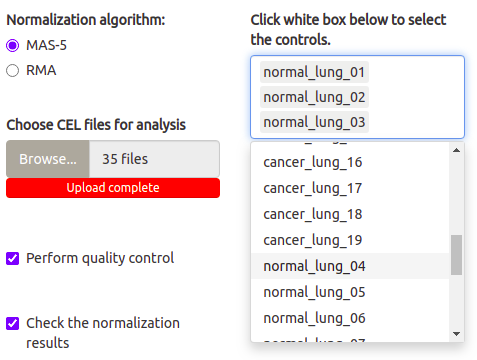 Normalization algorithm:
MAS-5
RMA
Choose CEL files for analysis
Browse...
35 files
Upload complete
Perform quality control
Check the normalization
results
Click white box below to select
the controls.
normal_lung_01
normal_lung_02
normal_lung_03
cancer_lung_16
cancer_lung_17
cancer_lung_18
cancer_lung_19
normal_lung_04
normal_lung_05
normal_lung_06